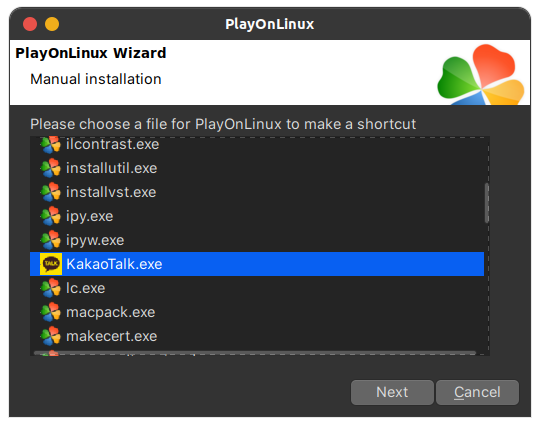 PlayOnLinux
PlayOnLinux Wizard
Manual installation
Please choose a file for PlayOnLinux to make a shortcut
ilcontrast.exe
installutil.exe
installvst.exe
ipy.exe
ipyw.exe
TALK KakaoTalk.exe
lc.exe
macpack.exe
makecert.exe
Next Cancel